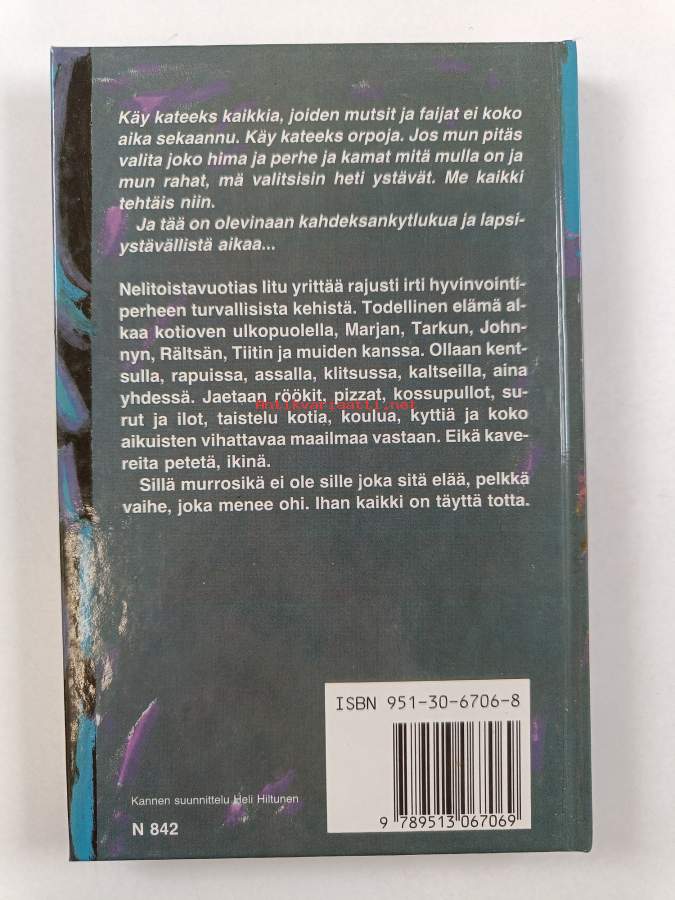 Käy kateeks kaikkia, joiden mutsit ja faijat ei koko
aika sekaannu. Käy kateeks orpoja. Jos mun pitäs
valita joko hima ja perhe ja kamat mitä mulla on ja
mun rahat, mä valitsisin heti ystävät. Me kaikki
tehtäis niin.
Ja tää on olevinaan kahdeksankytlukua ja lapsi-
ystävällistä aikaa...
Nelitoistavuotias Iitu yrittää rajusti irti hyvinvointi-
perheen turvallisista kehistä. Todellinen elämä al-
kaa kotioven ulkopuolella, Marjan, Tarkun, John-
nyn, Rältsän, Tiitin ja muiden kanssa. Ollaan kent-
sulla, rapuissa, assalla, klitsussa, kaltseilla, aina
yhdessä. Jaetaan röökit, pizzat, kossupullot, su-
Antikvariaatti.net
rut ja ilot, taistelu kotia, koulua, kyttiä ja koko
aikuisten vihattavaa maailmaa vastaan. Eikä kave-
reita petetä, ikinä.
Sillä murrosikä ei ole sille joka sitä elää, pelkkä
vaihe, joka menee ohi. Ihan kaikki on täyttä totta.
ISBN 951-30-6706-8
9 789513 067069
Kannen suunnittelu Heli Hiltunen
N 842